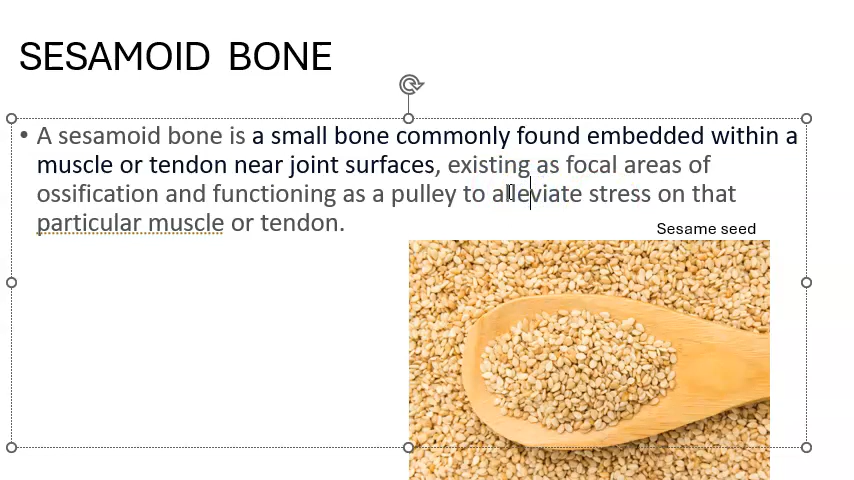 SESAMOID BONE
• A sesamoid bone is a small bone commonly found embedded within a
muscle or tendon near joint surfaces, existing as focal areas of
ossification and functioning as a pulley to alleviate stress on that
particular muscle or tendon.
Sesame seed